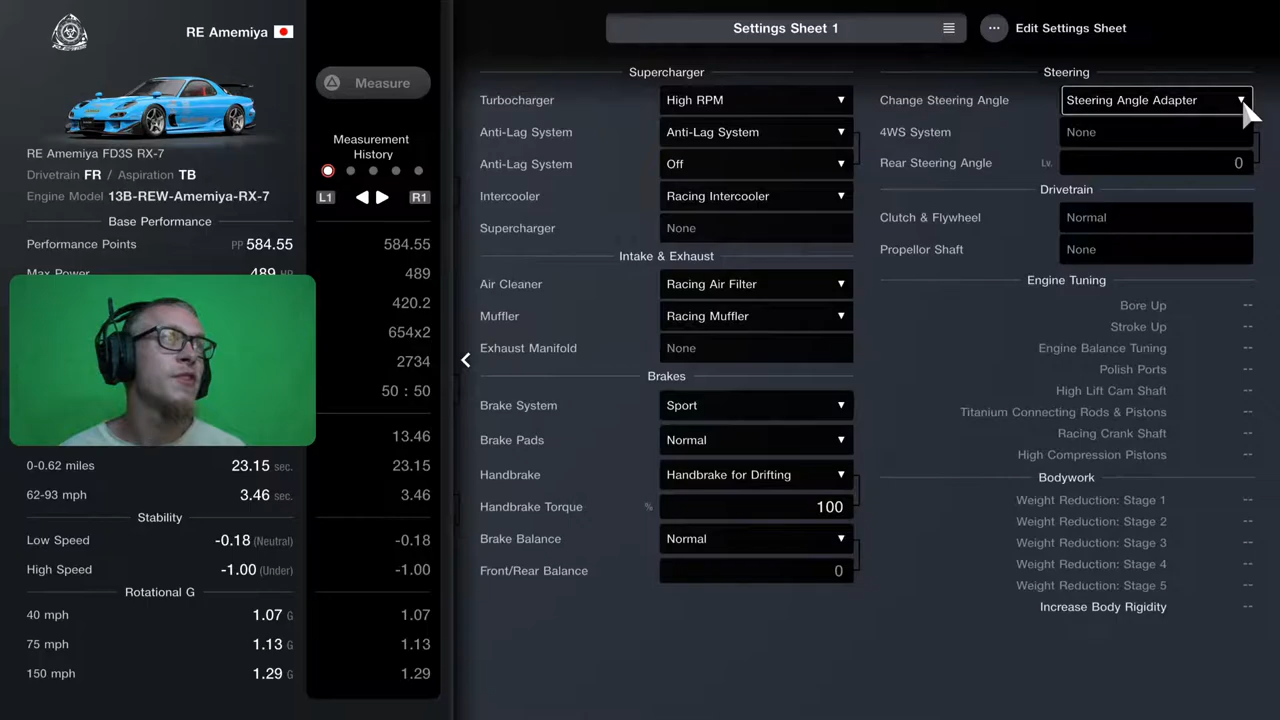 RE Amemiya
RE Amemiya FD3S RX-7
Drivetrain FR / Aspiration TB
Engine Model 13B-REW-Amemiya-RX-7
Base Performance
Performance Points PP 584.55
Max Power 489 HP
0-0.62 miles 23.15 sec.
62-93 mph 3.46 sec.
Stability
Low Speed -0.18 (Neutral)
High Speed -1.00 (Under)
Rotational G
40 mph 1.07 G
75 mph 1.13 G
150 mph 1.29 G
Measure
Measurement
History
L1 R1
584.55
489
420.2
654x2
2734
50 : 50
13.46
23.15
3.46
-0.18
-1.00
1.07
1.13
1.29
Settings Sheet 1
Edit Settings Sheet
Supercharger
Turbocharger High RPM
Anti-Lag System Anti-Lag System
Anti-Lag System Off
Intercooler Racing Intercooler
Supercharger None
Intake & Exhaust
Air Cleaner Racing Air Filter
Muffler Racing Muffler
Exhaust Manifold None
Brakes
Brake System Sport
Brake Pads Normal
Handbrake Handbrake for Drifting
Handbrake Torque % 100
Brake Balance Normal
Front/Rear Balance 0
Steering
Change Steering Angle Steering Angle Adapter
4WS System None
Rear Steering Angle Lv. 0
Drivetrain
Clutch & Flywheel Normal
Propellor Shaft None
Engine Tuning
Bore Up --
Stroke Up --
Engine Balance Tuning --
Polish Ports --
High Lift Cam Shaft --
Titanium Connecting Rods & Pistons --
Racing Crank Shaft --
High Compression Pistons --
Bodywork
Weight Reduction: Stage 1 --
Weight Reduction: Stage 2 --
Weight Reduction: Stage 3 --
Weight Reduction: Stage 4 --
Weight Reduction: Stage 5 --
Increase Body Rigidity --